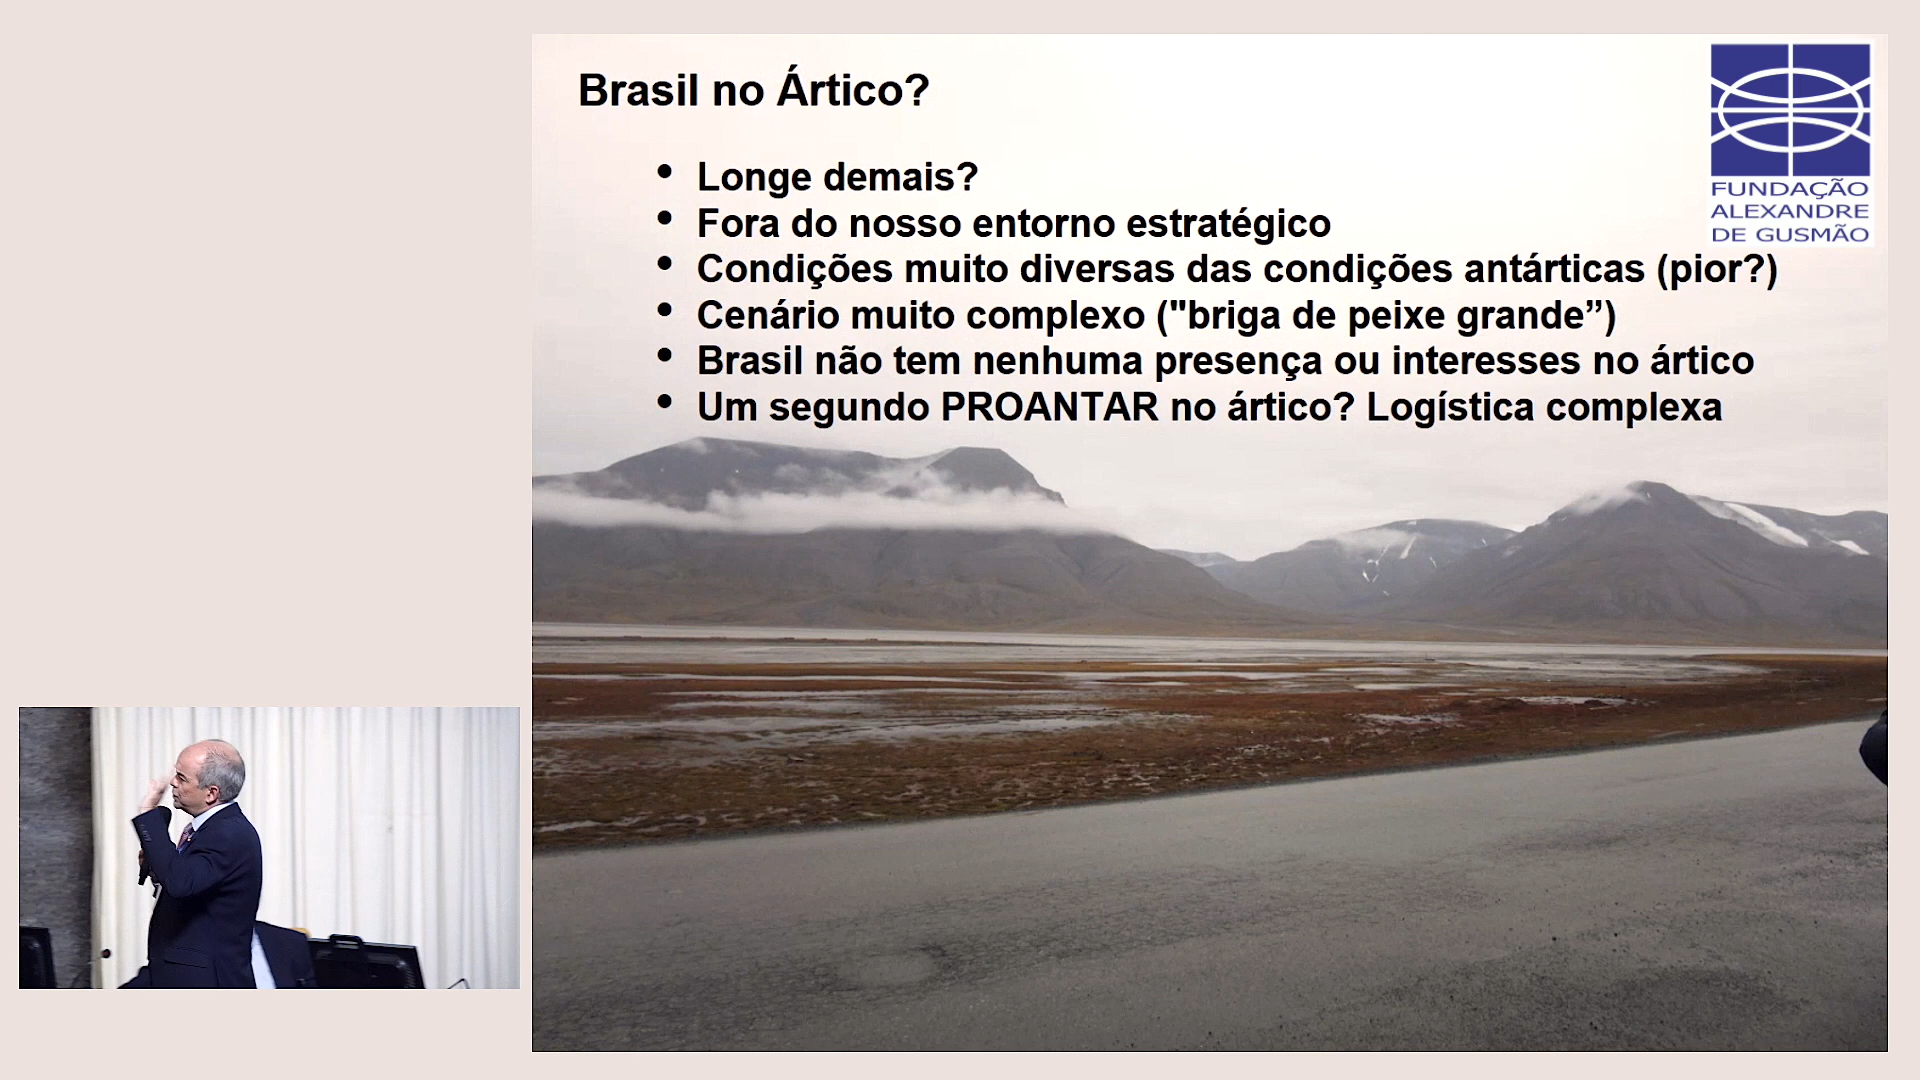 Brasil no Ártico?
FUNDAÇÃO
ALEXANDRE
DE GUSMÃO
• Longe demais?
• Fora do nosso entorno estratégico
• Condições muito diversas das condições antárticas (pior?)
• Cenário muito complexo ("briga de peixe grande”)
• Brasil não tem nenhuma presença ou interesses no ártico
• Um segundo PROANTAR no ártico? Logística complexa